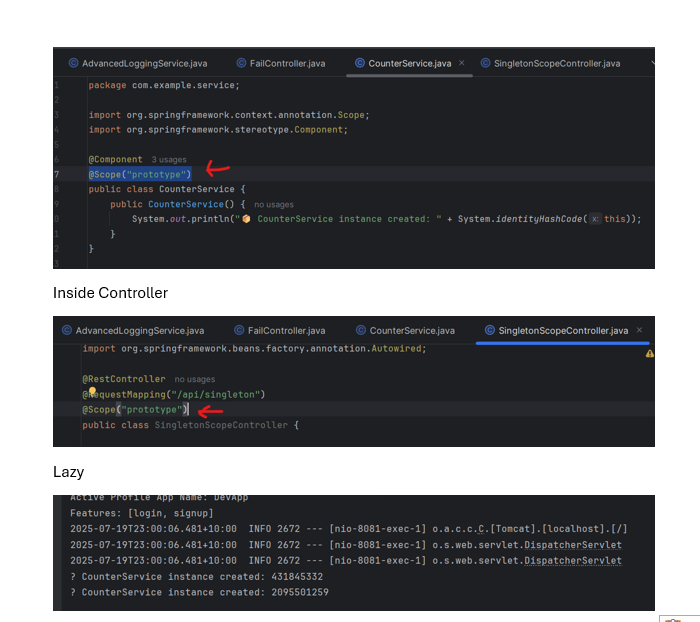 AdvancedLoggingService.java FailController.java CounterService.java × SingletonScopeController.java
1 package com.example.service;
2
3 import org.springframework.context.annotation.Scope;
4 import org.springframework.stereotype.Component;
5
6 @Component 3 usages
7 @Scope("prototype")
8 public class CounterService {
9 public CounterService() { no usages
0 System.out.println("📦 CounterService instance created: " + System.identityHashCode( x: this));
1 }
2 }
3
Inside Controller
AdvancedLoggingService.java FailController.java CounterService.java SingletonScopeController.java ×
import org.springframework.beans.factory.annotation.Autowired;
@RestController no usages
@RequestMapping("/api/singleton")
@Scope("prototype")
public class SingletonScopeController {
Lazy
Active Profile App Name: DevApp
Features: [login, signup]
2025-07-19T23:00:06.481+10:00 INFO 2672 --- [nio-8081-exec-1] o.a.c.c.C.[Tomcat].[localhost].[/]
2025-07-19T23:00:06.481+10:00 INFO 2672 --- [nio-8081-exec-1] o.s.web.servlet.DispatcherServlet
2025-07-19T23:00:06.481+10:00 INFO 2672 --- [nio-8081-exec-1] o.s.web.servlet.DispatcherServlet
? CounterService instance created: 431845332
? CounterService instance created: 2095501259